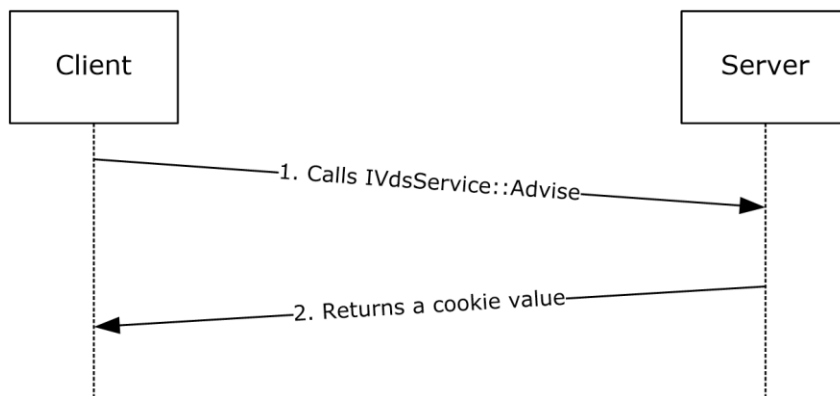 Client
Server
1. Calls IVdsService::Advise
2. Returns a cookie value